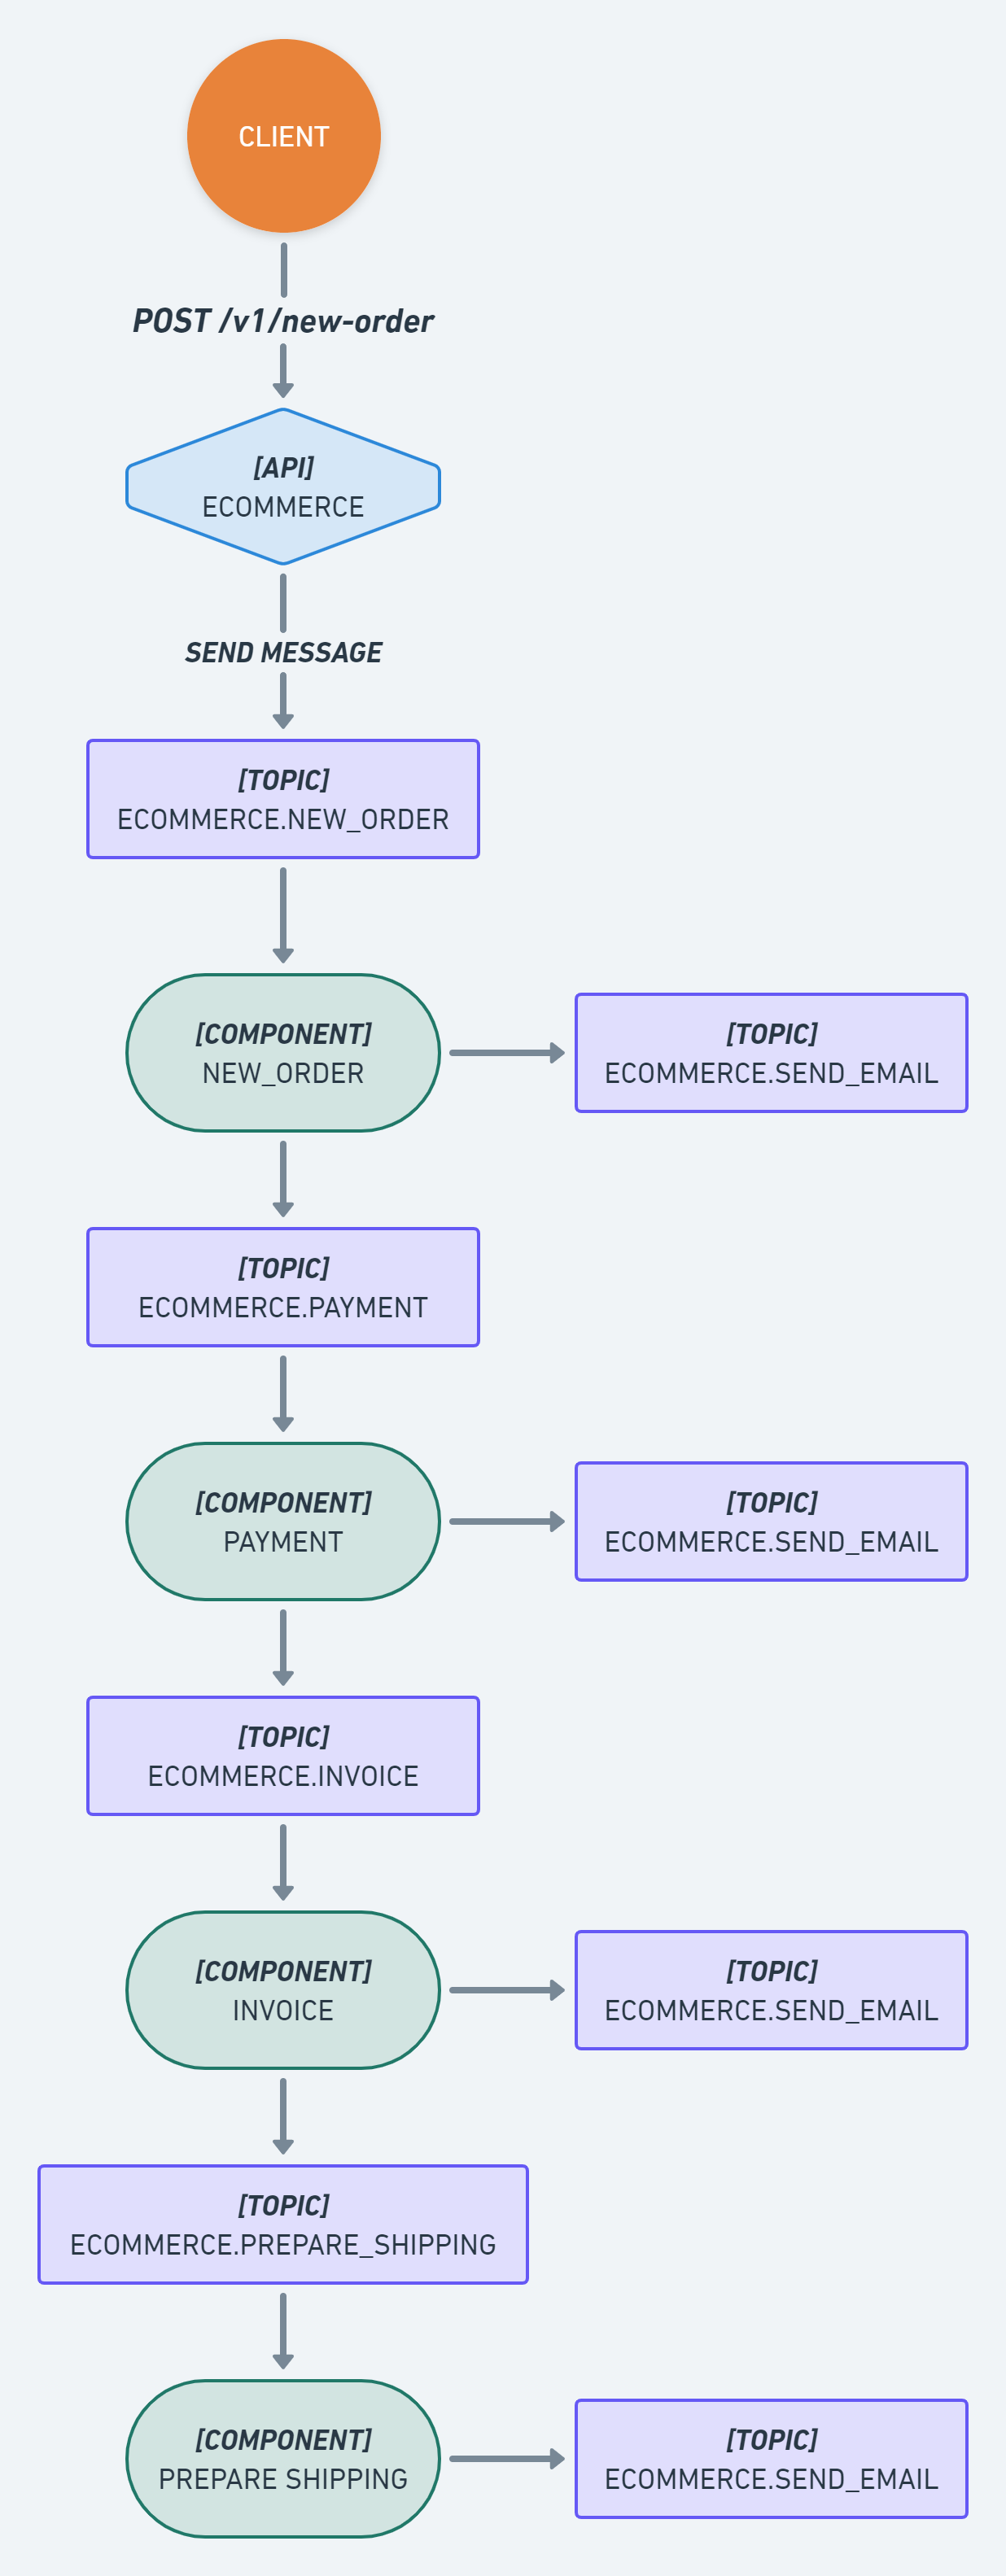 CLIENT
POST /v1/new-order
[API]
ECOMMERCE
SEND MESSAGE
[TOPIC]
ECOMMERCE.NEW_ORDER
[COMPONENT]
NEW_ORDER
[TOPIC]
ECOMMERCE.SEND_EMAIL
[TOPIC]
ECOMMERCE.PAYMENT
[COMPONENT]
PAYMENT
[TOPIC]
ECOMMERCE.SEND_EMAIL
[TOPIC]
ECOMMERCE.INVOICE
[COMPONENT]
INVOICE
[TOPIC]
ECOMMERCE.SEND_EMAIL
[TOPIC]
ECOMMERCE.PREPARE_SHIPPING
[COMPONENT]
PREPARE SHIPPING
[TOPIC]
ECOMMERCE.SEND_EMAIL